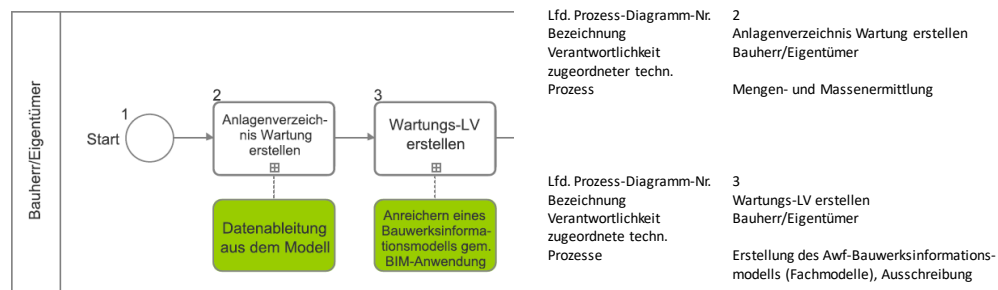 Bauherr/Eigentümer
1
Start
2
Anlagenverzeich-
nis Wartung
erstellen
3
Wartungs-LV
erstellen
Datenableitung
aus dem Modell
Anreichern eines
Bauwerksinforma-
tionsmodells gem.
BIM-Anwendung
Lfd. Prozess-Diagramm-Nr. 2
Bezeichnung Anlagenverzeichnis Wartung erstellen
Verantwortlichkeit Bauherr/Eigentümer
zugeordneter techn.
Prozess Mengen- und Massenermittlung
Lfd. Prozess-Diagramm-Nr. 3
Bezeichnung Wartungs-LV erstellen
Verantwortlichkeit Bauherr/Eigentümer
zugeordnete techn.
Prozesse Erstellung des Awf-Bauwerksinformations-
modells (Fachmodelle), Ausschreibung